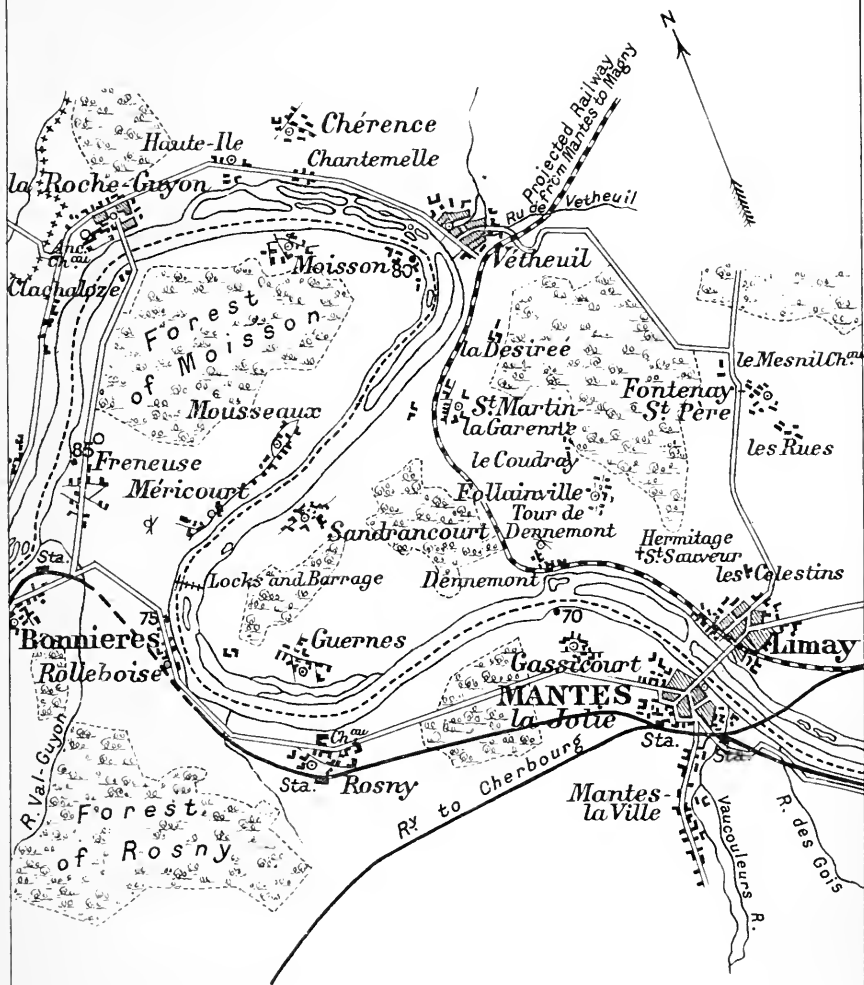 N
Projected Railway
from Mantes to Magny
Chérence
Haute-Ile
Chantemelle
la Roche-Guyon
Ru de Vetheuil
Anc.
Chau
Moisson
80
Vétheuil
Clachaloze
Forest
of Moisson
la Désireé
le Mesnil Chau
Mousseaux
St. Martin-
la Garenne
Fontenay
St. Père
85
Freneuse
le Coudray
les Rues
Méricourt
Follainville
Sandrancourt
Tour de
Dennemont
Hermitage
St. Sauveur
Sta.
Locks and Barrage
Dennemont
les Celestins
75
70
Bonnieres
Guernes
Limay
Rolleboise
Gassicourt
MANTES
la Jolie
Chau
Sta.
Sta.
R. Val-Guyon
Sta.
Rosny
Ry. to Cherbourg
Mantes-
la Ville
Forest
of Rosny
Vaucouleurs R.
R. des Gois